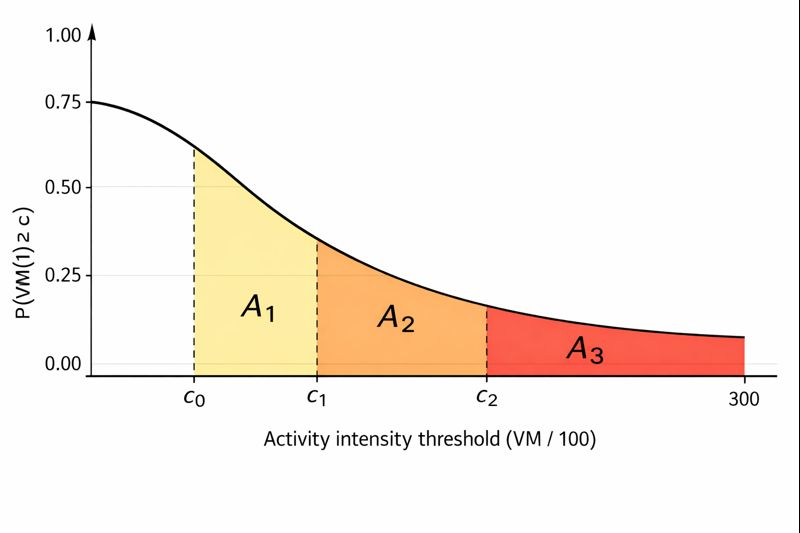 1.00
0.75
0.50
0.25
0.00
P(VM(1) ≥ c)
A₁
A₂
A₃
c₀
c₁
c₂
300
Activity intensity threshold (VM / 100)